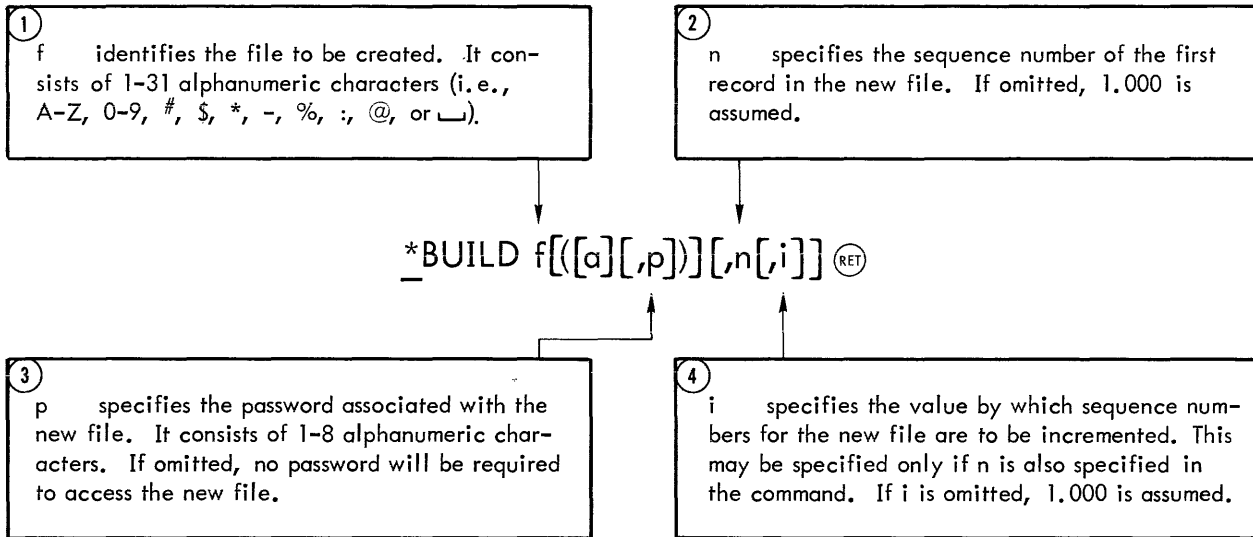 1
f identifies the file to be created. It con-
sists of 1-31 alphanumeric characters (i.e.,
A-Z, 0-9, #, $, *, -, %, :, @, or ⎵).
2
n specifies the sequence number of the first
record in the new file. If omitted, 1.000 is
assumed.
*BUILD f[([a][,p])][,n[,i]] RET
3
p specifies the password associated with the
new file. It consists of 1-8 alphanumeric char-
acters. If omitted, no password will be required
to access the new file.
4
i specifies the value by which sequence num-
bers for the new file are to be incremented. This
may be specified only if n is also specified in
the command. If i is omitted, 1.000 is assumed.